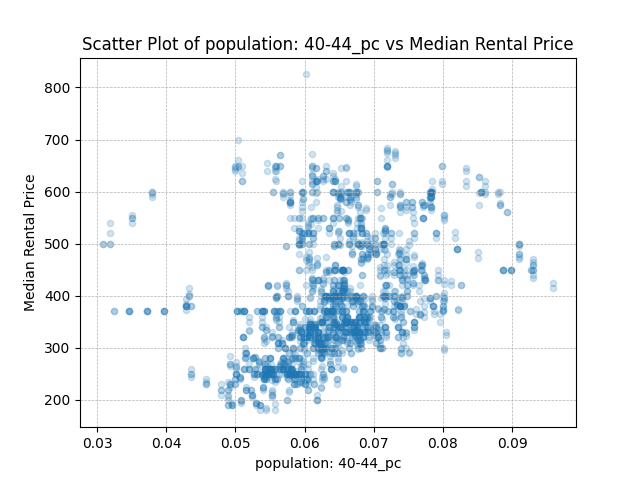 Scatter Plot of population: 40-44_pc vs Median Rental Price
800
700
600
500
400
300
200
Median Rental Price
0.03 0.04 0.05 0.06 0.07 0.08 0.09
population: 40-44_pc